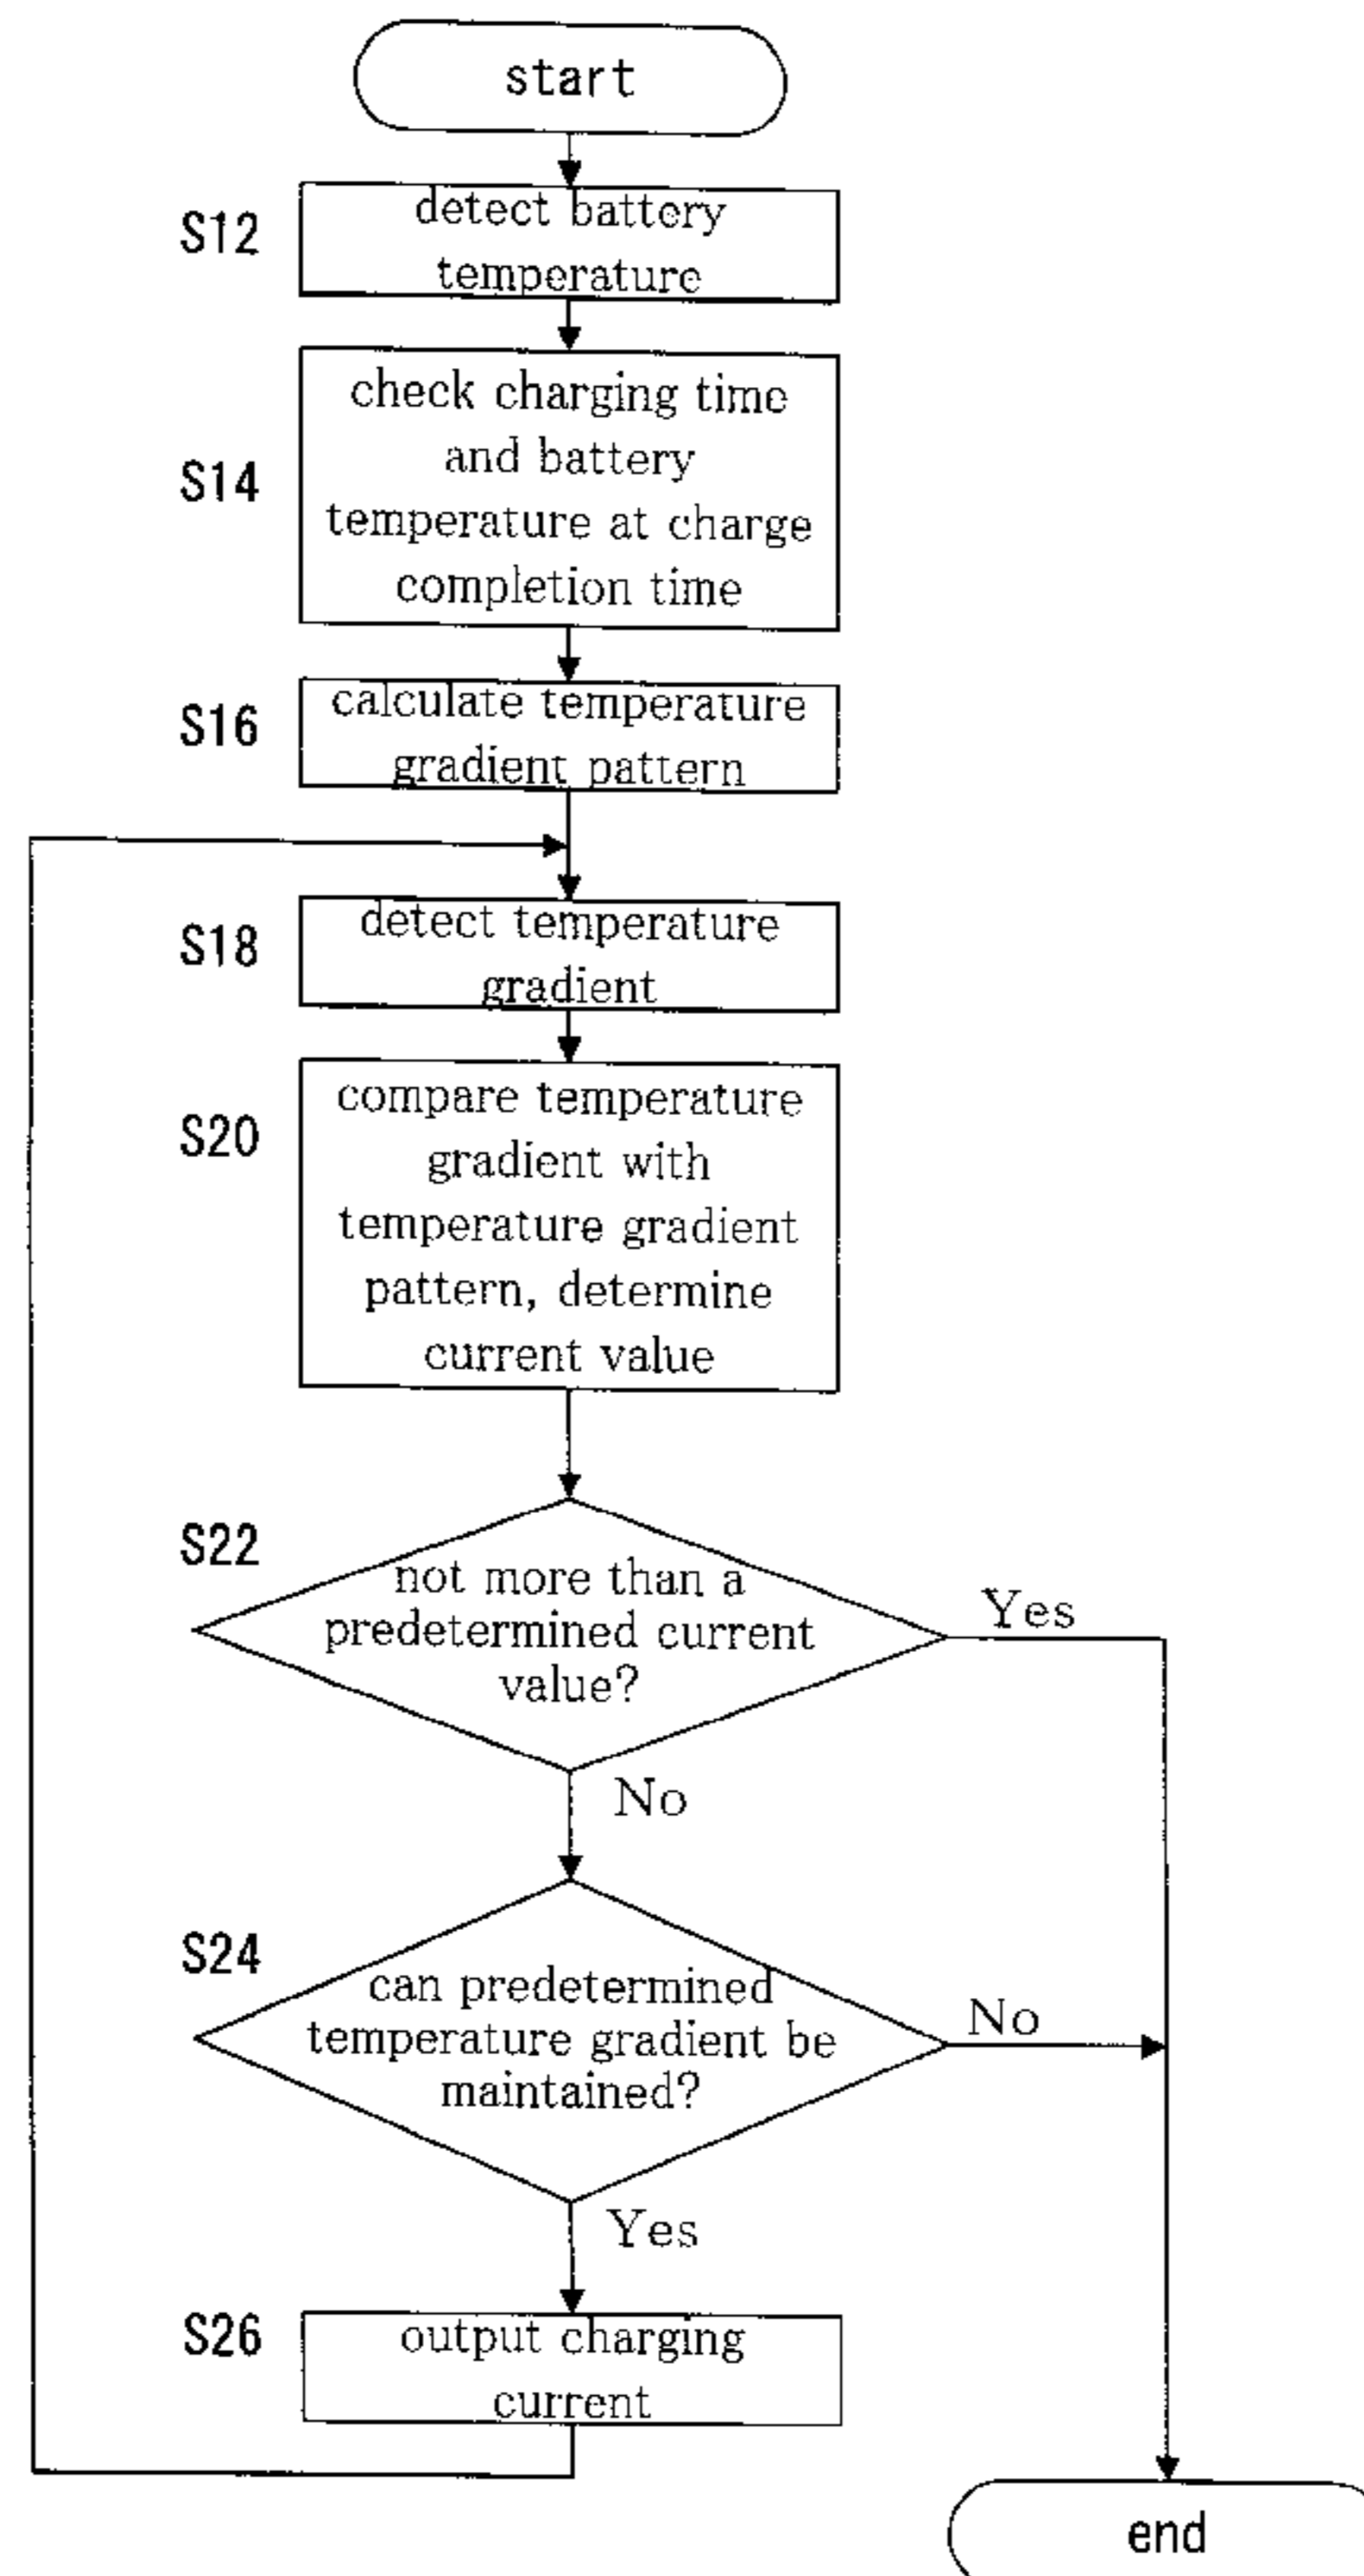 start
S12
detect battery
temperature
S14
check charging time
and battery
temperature at charge
completion time
S16
calculate temperature
gradient pattern
S18
detect temperature
gradient
S20
compare temperature
gradient with
temperature gradient
pattern, determine
current value
S22
not more than a
predetermined current
value?
Yes
No
S24
can predetermined
temperature gradient be
maintained?
No
Yes
S26
output charging
current
end